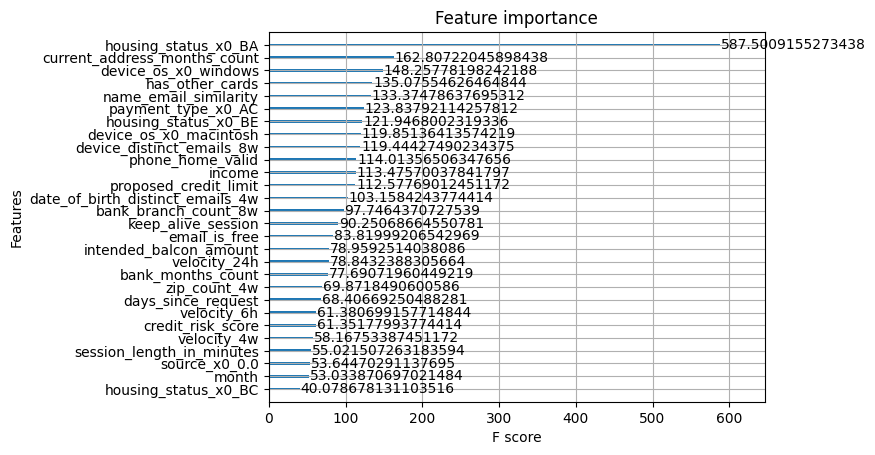 Feature importance
housing_status_x0_BA 587.5009155273438
current_address_months_count 162.80722045898438
device_os_x0_windows 148.25778198242188
has_other_cards 135.07554626464844
name_email_similarity 133.37478637695312
payment_type_x0_AC 123.83792114257812
housing_status_x0_BE 121.9468002319336
device_os_x0_macintosh 119.85136413574219
device_distinct_emails_8w 119.44427490234375
phone_home_valid 114.01356506347656
income 113.47570037841797
proposed_credit_limit 112.57769012451172
date_of_birth_distinct_emails_4w 103.1584243774414
bank_branch_count_8w 97.7464370727539
keep_alive_session 90.25068664550781
email_is_free 83.81999206542969
intended_balcon_amount 78.9592514038086
velocity_24h 78.8432388305664
bank_months_count 77.69071960449219
zip_count_4w 69.8718490600586
days_since_request 68.40669250488281
velocity_6h 61.380699157714844
credit_risk_score 61.35177993774414
velocity_4w 58.16753387451172
session_length_in_minutes 55.021507263183594
source_x0_0.0 53.64470291137695
month 53.033870697021484
housing_status_x0_BC 40.078678131103516
Features
0 100 200 300 400 500 600
F score